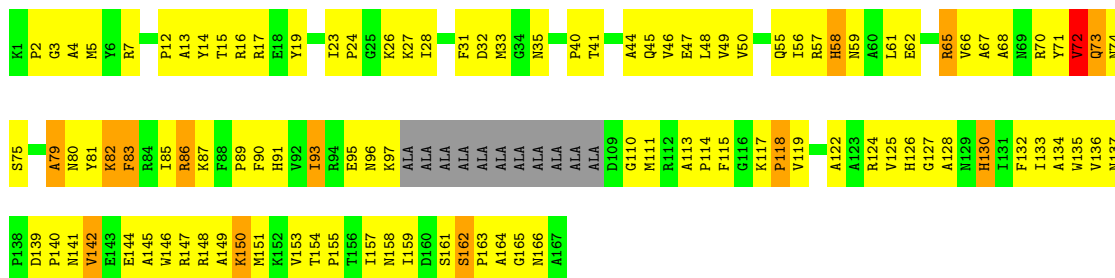 K1 P2 G3 A4 M5 Y6 R7 P12 A13 Y14 T15 R16 R17 E18 Y19 I23 P24 G25 K26 K27 I28 F31 D32 M33 G34 N35 P40 T41 A44 Q45 V46 E47 L48 V49 V50 Q55 I56 R57 H58 N59 A60 L61 E62 R65 V66 A67 A68 N69 R70 Y71 V72 Q73 N74
S75 A79 N80 Y81 K82 F83 R84 I85 R86 K87 F88 P89 F90 H91 V92 I93 R94 E95 N96 K97 ALA ALA ALA ALA ALA ALA ALA ALA D109 G110 M111 R112 A113 P114 F115 G116 K117 P118 V119 A122 A123 R124 V125 H126 G127 A128 N129 H130 I131 F132 I133 A134 W135 V136 N137
P138 D139 P140 N141 V142 E143 E144 A145 W146 R147 R148 A149 K150 M151 K152 V153 T154 P155 T156 I157 N158 I159 D160 S161 S162 P163 A164 G165 N166 A167